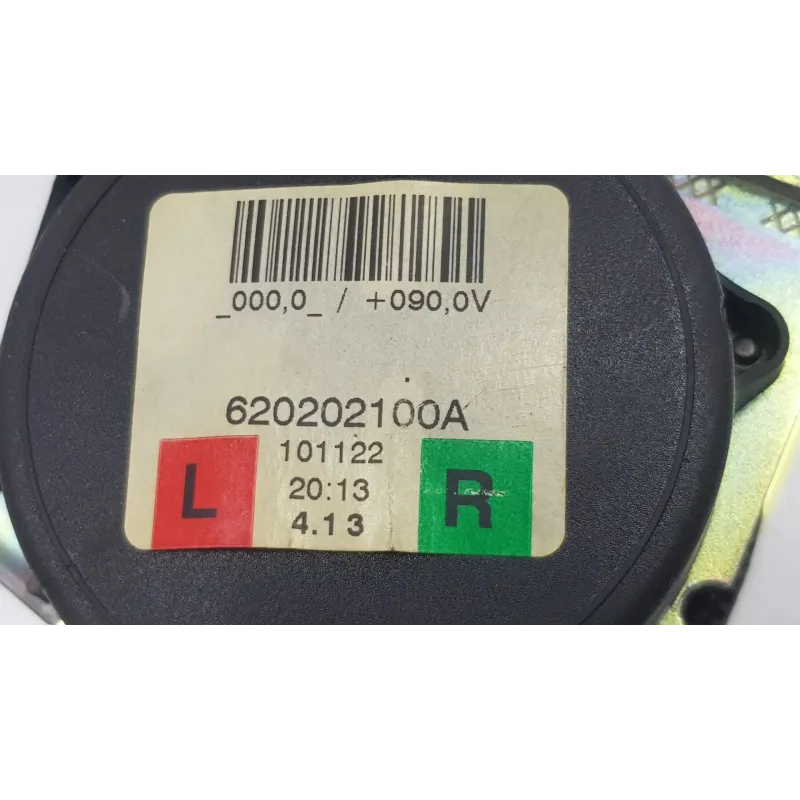 _000,0_ / +090,0V
620202100A
101122
L
20:13
R
4.13